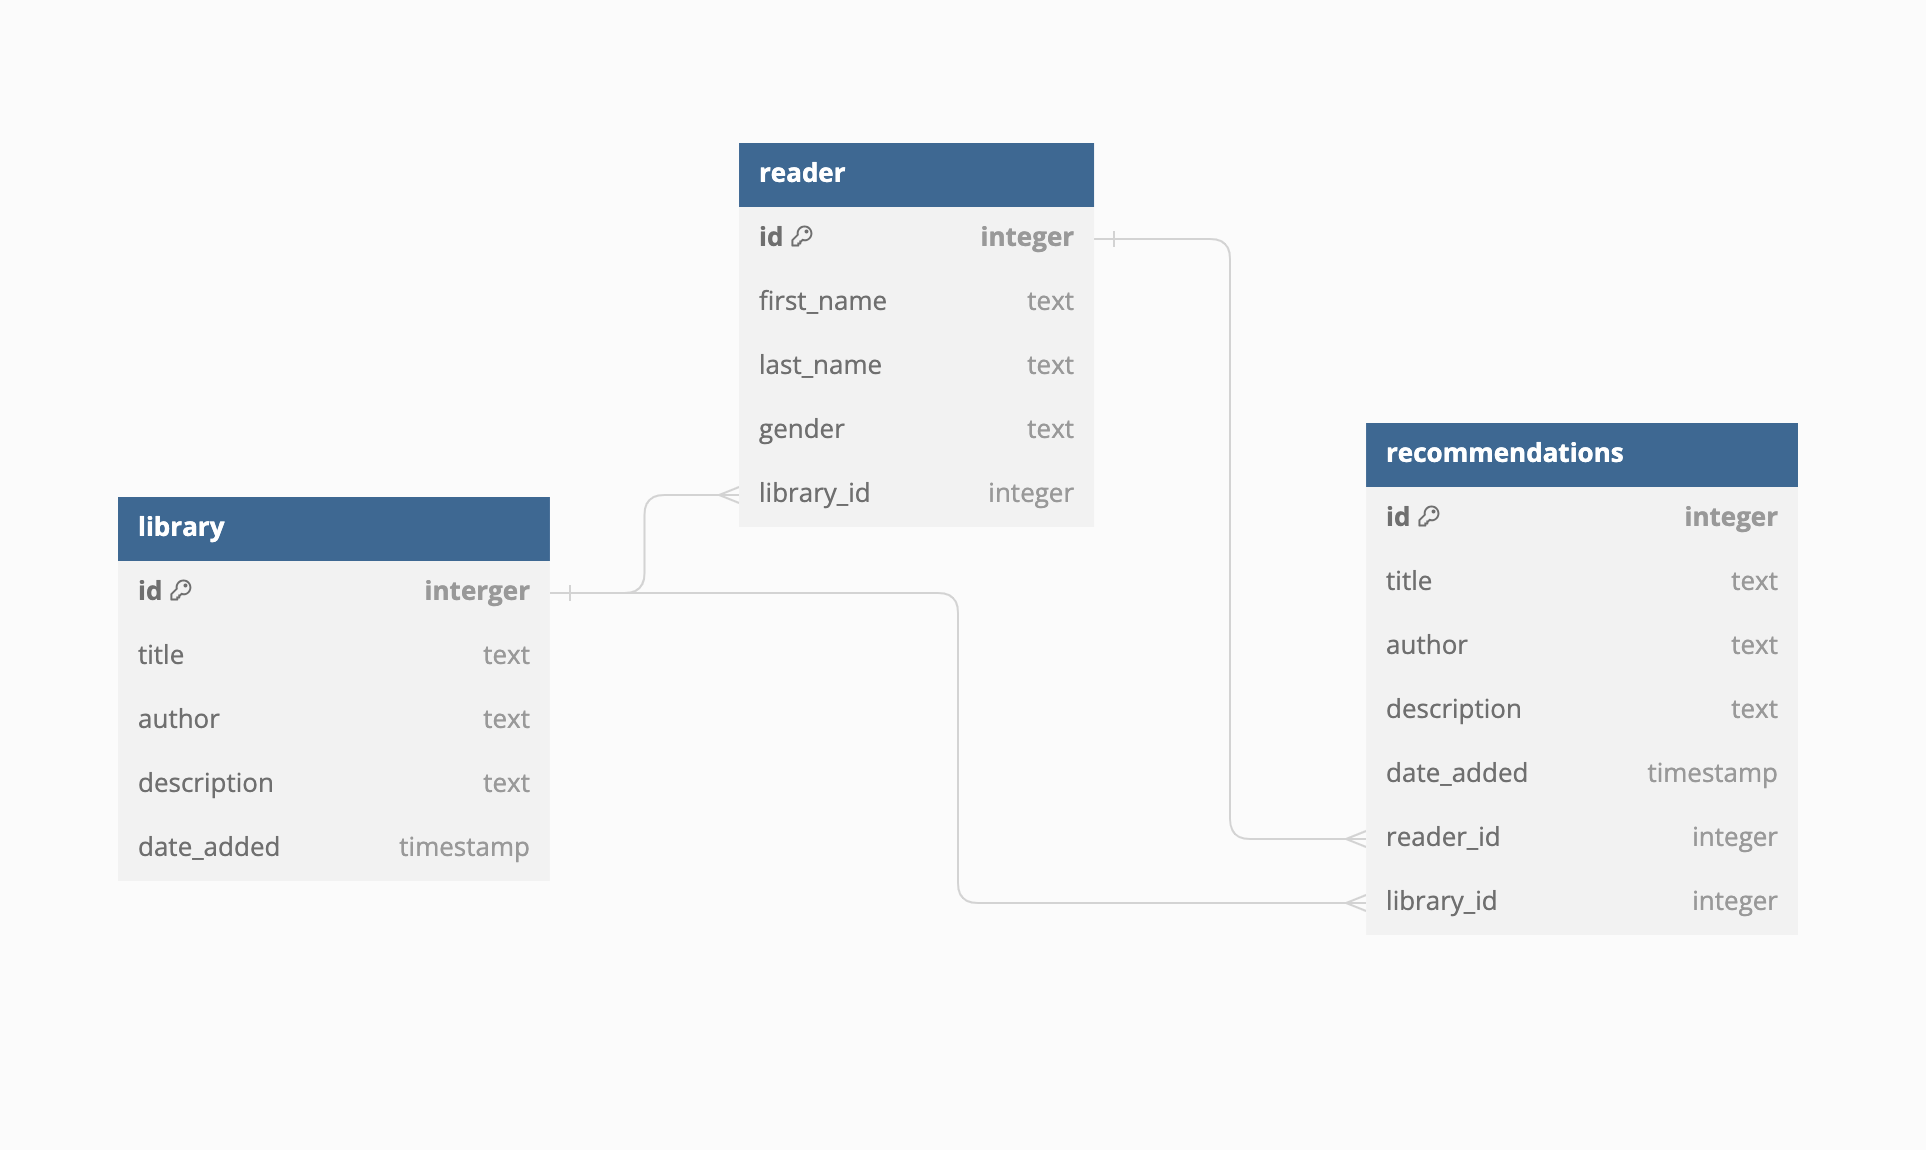 reader
id integer
first_name text
last_name text
gender text
library_id integer
library
id interger
title text
author text
description text
date_added timestamp
recommendations
id integer
title text
author text
description text
date_added timestamp
reader_id integer
library_id integer